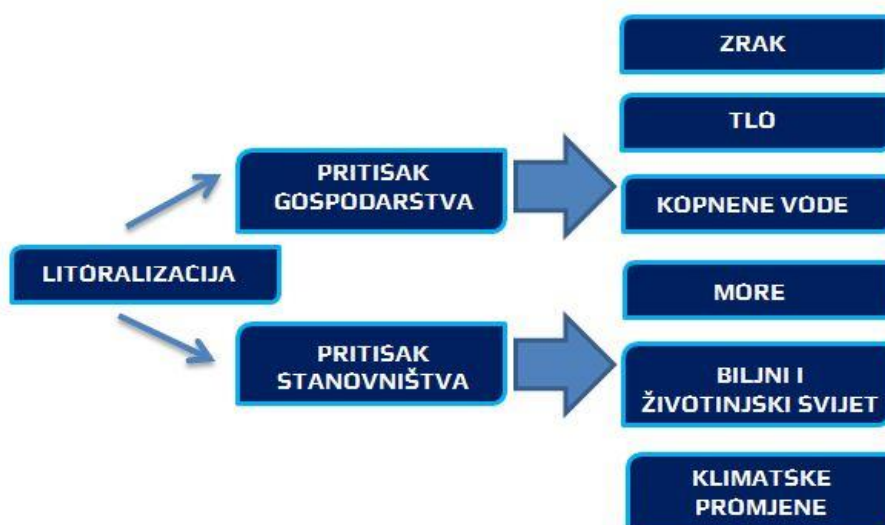 LITORALIZACIJA
PRITISAK
GOSPODARSTVA
PRITISAK
STANOVNIŠTVA
ZRAK
TLO
KOPNENE VODE
MORE
BILJNI I
ŽIVOTINJSKI SVIJET
KLIMATSKE
PROMJENE